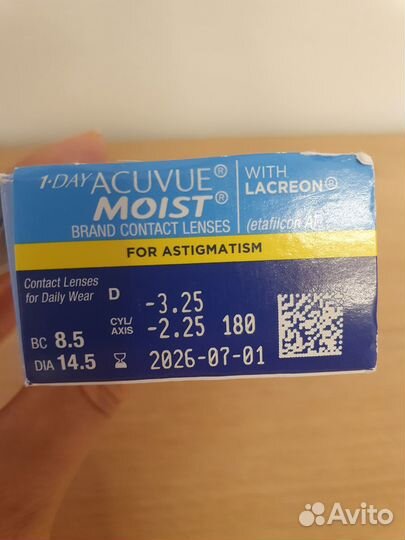 1·DAY ACUVUE® MOIST®
BRAND CONTACT LENSES
WITH
LACREON®
(etafilcon A)
FOR ASTIGMATISM
Contact Lenses
for Daily Wear
D -3.25
CYL/
AXIS -2.25 180
BC 8.5
DIA 14.5 2026-07-01
Avito